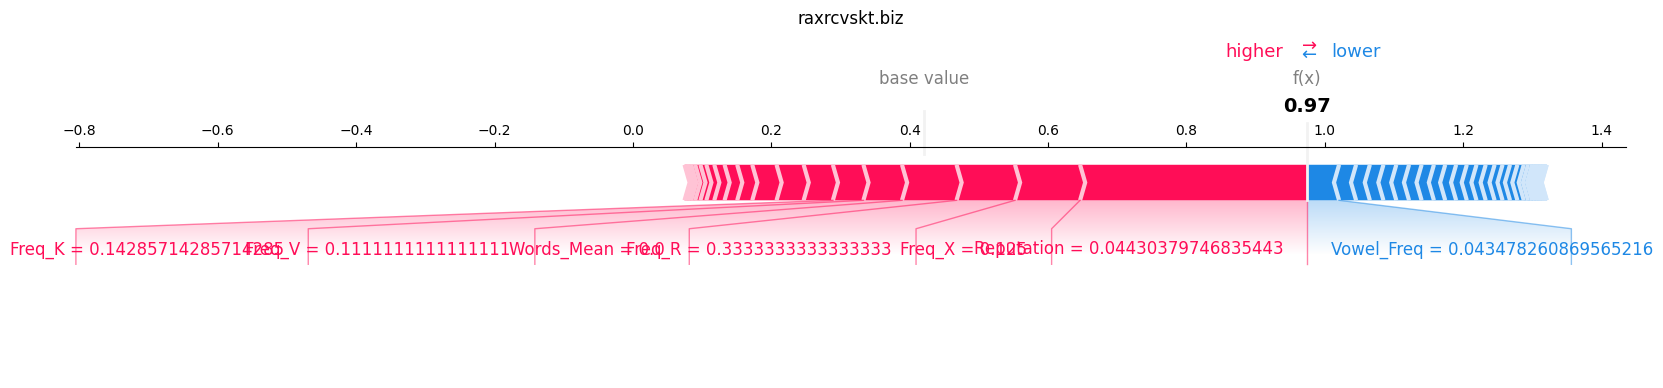 raxrcvskt.biz
higher ⇄ lower
base value f(x)
0.97
−0.8 −0.6 −0.4 −0.2 0.0 0.2 0.4 0.6 0.8 1.0 1.2 1.4
Freq_K = 0.14285714285714285 Freq_V = 0.1111111111111111 Words_Mean = 0.0 Freq_R = 0.3333333333333333 Freq_X = 0.125 Reputation = 0.04430379746835443 Vowel_Freq = 0.043478260869565216